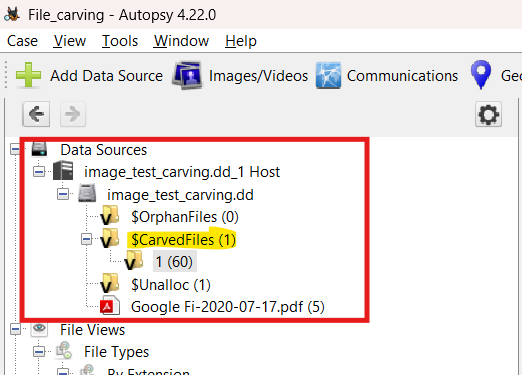 File_carving - Autopsy 4.22.0
Case View Tools Window Help
Add Data Source Images/Videos Communications Geo
Data Sources
image_test_carving.dd_1 Host
image_test_carving.dd
$OrphanFiles (0)
$CarvedFiles (1)
1 (60)
$Unalloc (1)
Google Fi-2020-07-17.pdf (5)
File Views
File Types
By Extension